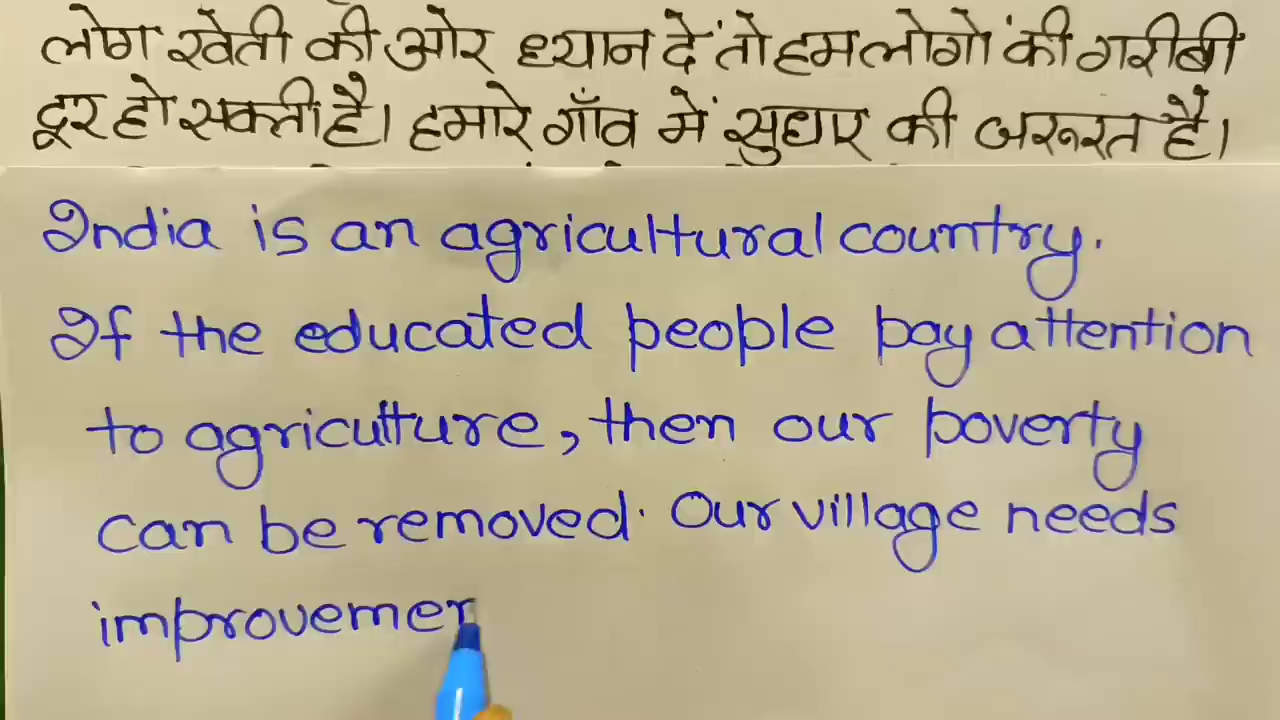 लोग खेती की ओर ध्यान दें तो हम लोगों की गरीबी
दूर हो सकती है। हमारे गाँव में सुधार की जरूरत है।
India is an agricultural country.
If the educated people pay attention
to agriculture, then our poverty
can be removed. Our village needs
improvemen